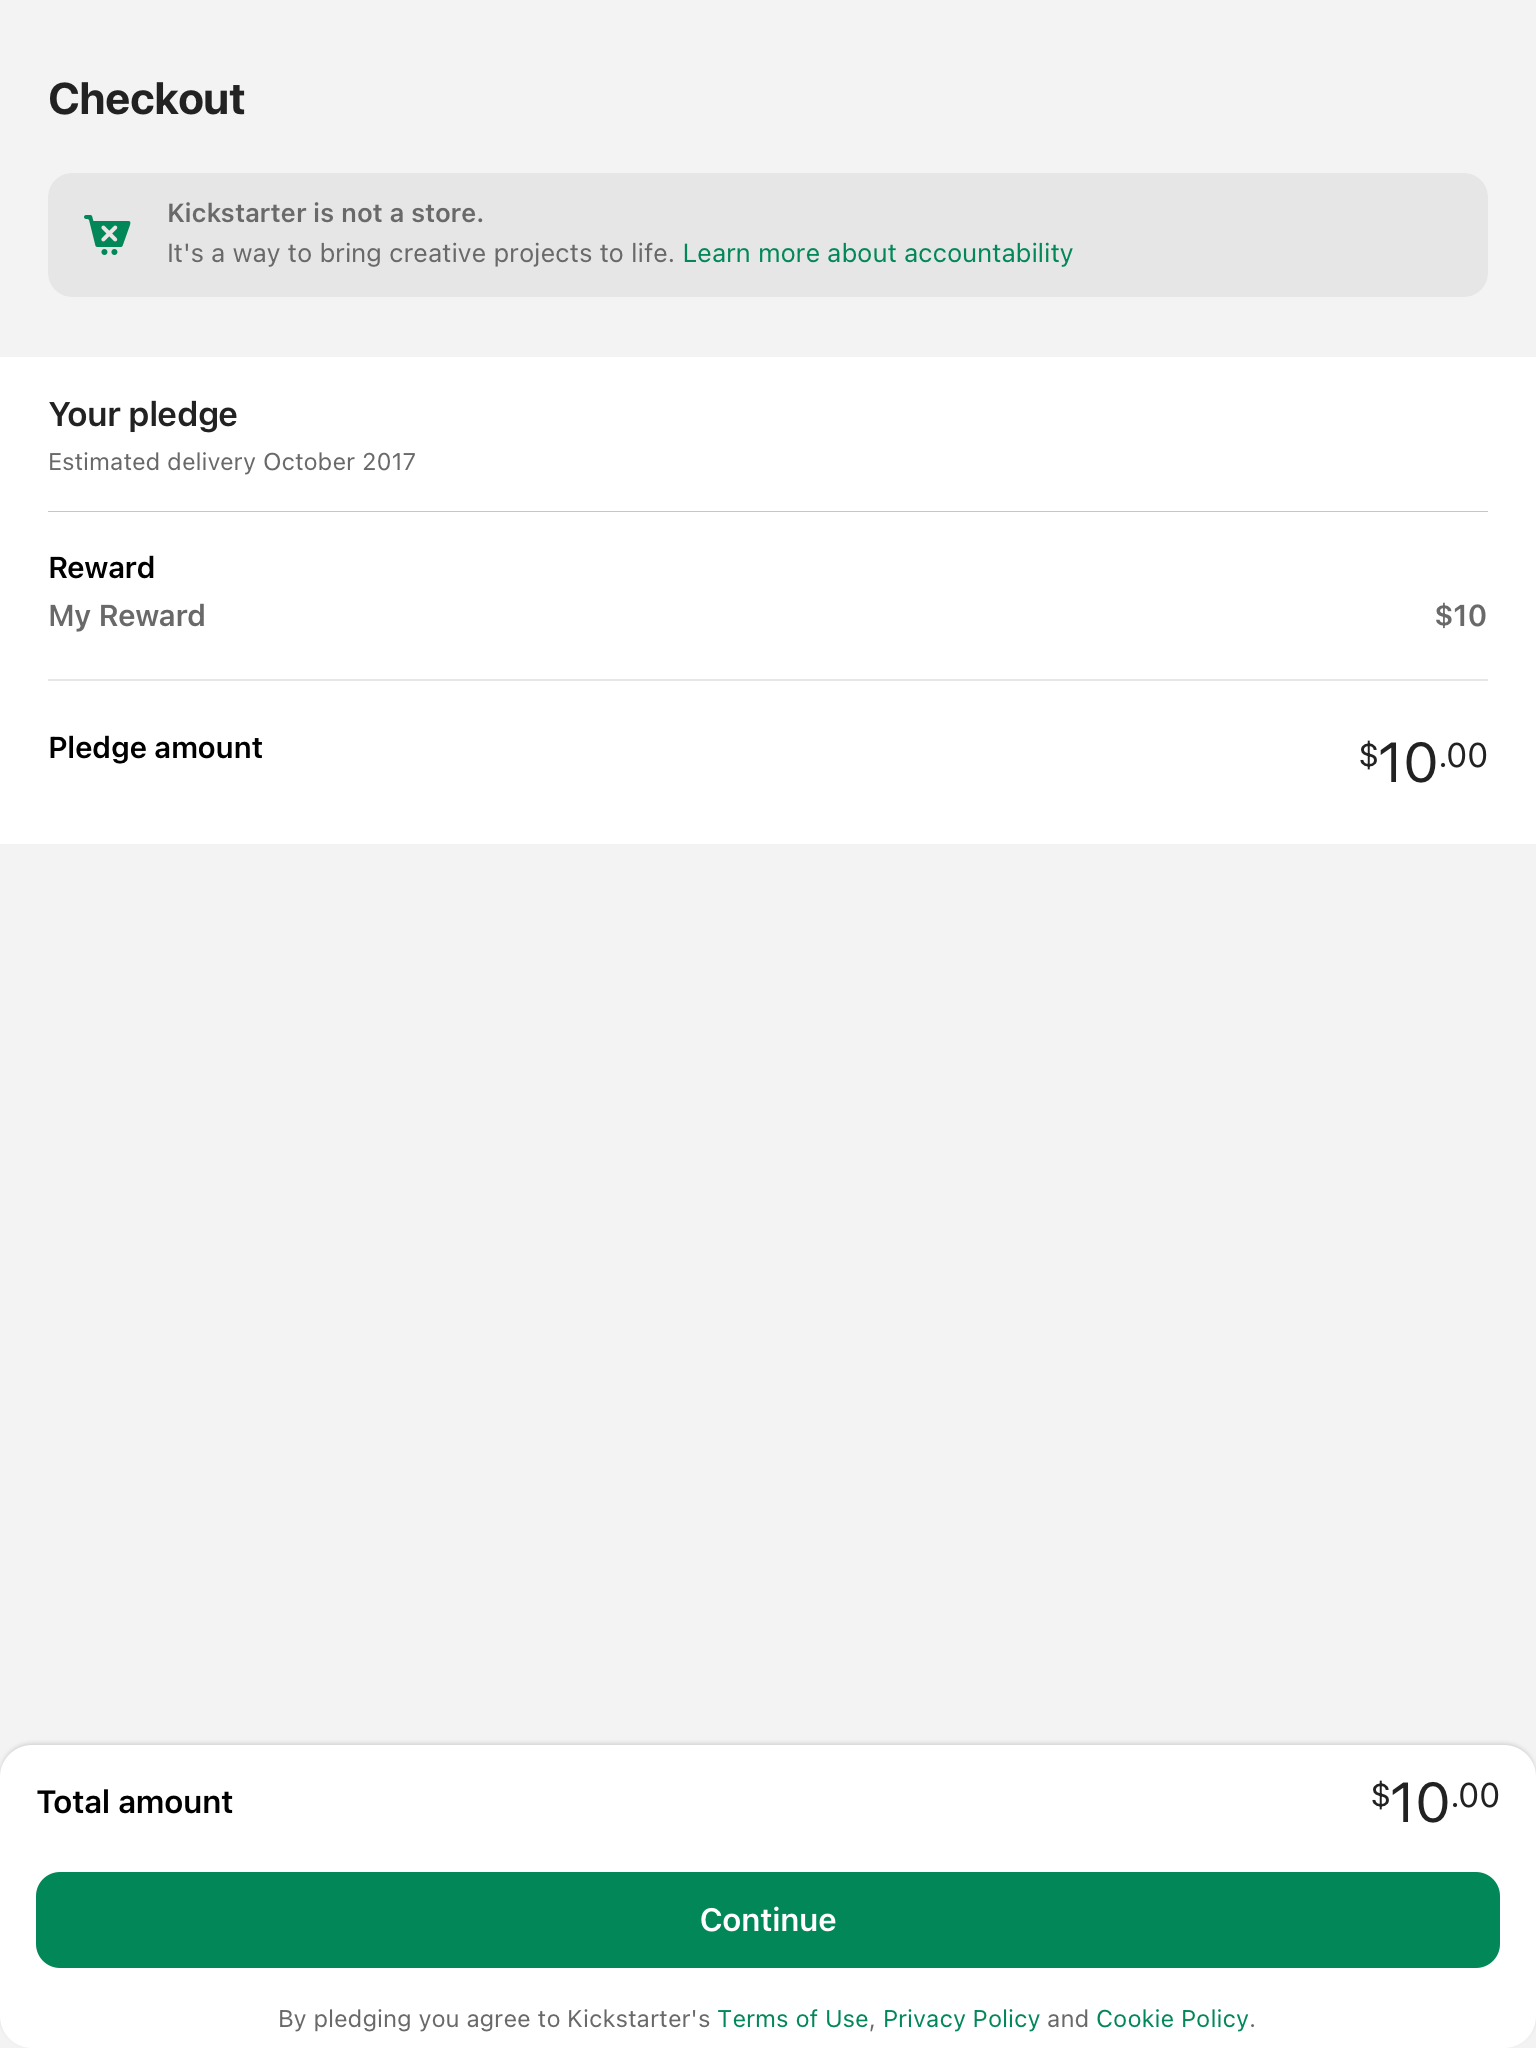 Checkout
Kickstarter is not a store.
It's a way to bring creative projects to life. Learn more about accountability
Your pledge
Estimated delivery October 2017
Reward
My Reward $10
Pledge amount $10.00
Total amount $10.00
Continue
By pledging you agree to Kickstarter's Terms of Use, Privacy Policy and Cookie Policy.